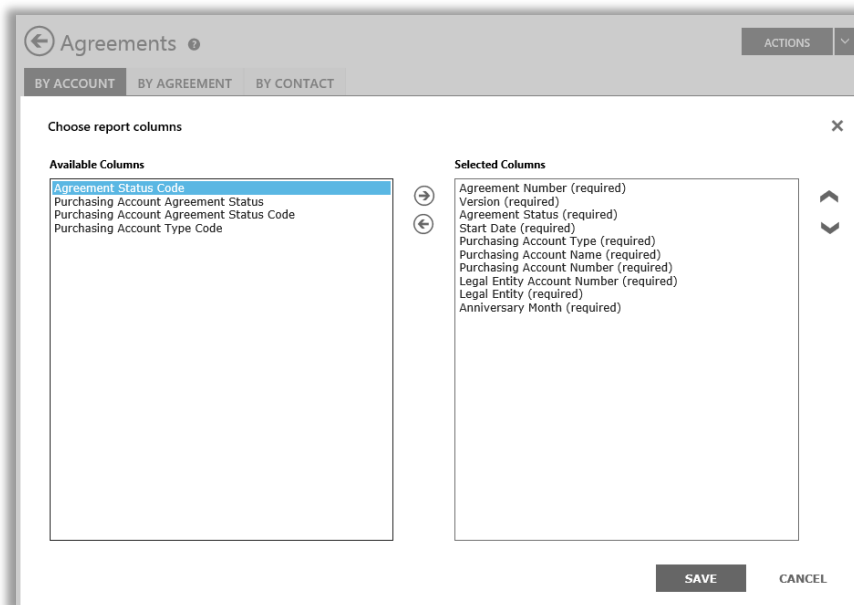 Agreements
ACTIONS
BY ACCOUNT BY AGREEMENT BY CONTACT
Choose report columns
Available Columns
Agreement Status Code
Purchasing Account Agreement Status
Purchasing Account Agreement Status Code
Purchasing Account Type Code
Selected Columns
Agreement Number (required)
Version (required)
Agreement Status (required)
Start Date (required)
Purchasing Account Type (required)
Purchasing Account Name (required)
Purchasing Account Number (required)
Legal Entity Account Number (required)
Legal Entity (required)
Anniversary Month (required)
SAVE CANCEL